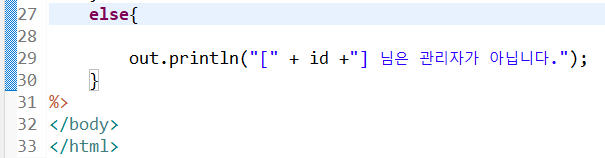 27 else{
28
29 out.println("[" + id +"] 님은 관리자가 아닙니다.");
30 }
31 %>
32 </body>
33 </html>